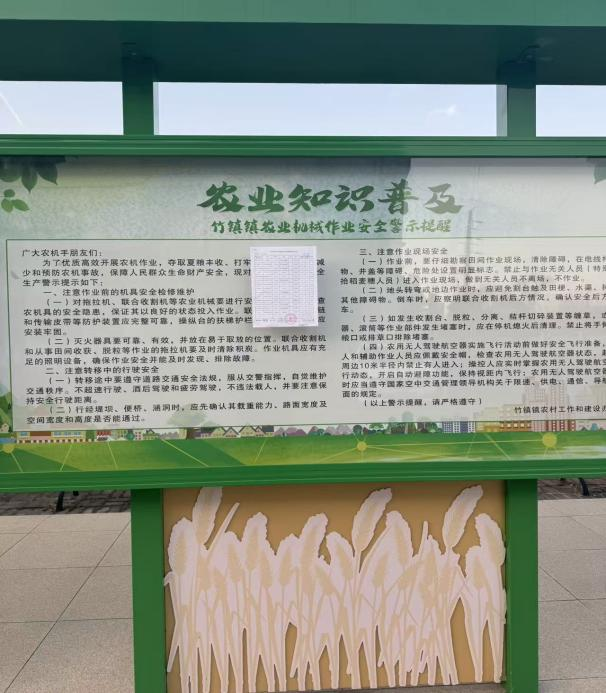 农业知识普及
竹镇镇农业机械作业安全警示提醒
广大农机手朋友们：
为了优质高效开展农机作业，夺取夏粮丰收、打
少和预防农机事故，保障人民群众生命财产安全，现对
生产警示提示如下：
一、注意作业前的机具安全检修维护
（一）对拖拉机、联合收割机等农业机械要进行安
农机具的安全隐患，保证其以良好的状态投入作业。联
和传输皮带等防护装置应完整可靠，操纵台的扶梯护栏
安装牢固。
（二）灭火器具要可靠、有效，并放在易于取放的位置。联合收割机
和从事田间收获、脱粒等作业的拖拉机要及时清除积炭。作业机具应有充
足的照明设备，确保作业安全并能及时发现、排除故障。
二、注意转移中的行驶安全
（一）转移途中要遵守道路交通安全法规，服从交警指挥，自觉维护
交通秩序。不超速行驶、酒后驾驶和疲劳驾驶，不违法载人，并要注意保
持安全行驶距离。
（二）行经堤坝、便桥、涵洞时，应先确认其载重能力、路面宽度及
空间宽度和高度是否能通过。
三、注意作业现场安全
（一）作业前，要仔细勘察田间作业现场，清除障碍，在电线杆
物、井盖等障碍、危险处设置明显标志。禁止与作业无关人员（特别
拾稻麦穗人员）进入作业现场，做到无关人员不离场，不作业。
（二）地头转弯或地边作业时，应避免割台触及田埂、水渠、
其他障碍物。倒车时，应察明联合收割机后方情况，确认安全后方
车。
（三）如发生收割台、脱粒、分离、秸秆切碎装置等缠草，
器、滚筒等作业部件发生堵塞时，应在停机熄火后清理。禁止将手伸
粮口或排草口排除堵塞。
（四）农用无人驾驶航空器实施飞行活动前做好安全飞行准备，
人和辅助作业人员应佩戴安全帽，检查农用无人驾驶航空器状态，
周边10米半径内禁止有人进入；操控人应实时掌握农用无人驾驶航空
行动态，开启自动避障功能，保持视距内飞行；农用无人驾驶航空器
时应当遵守国家空中交通管理领导机构关于限速、供电、通信、导航
面的规定。
（以上警示提醒，请严格遵守）
竹镇镇农村工作和建设